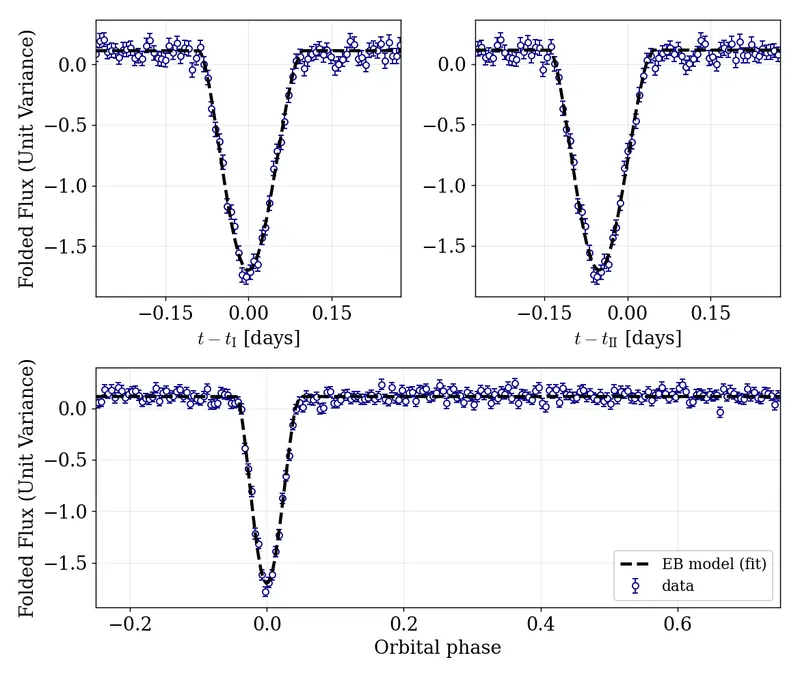 Folded Flux (Unit Variance)
0.0
−0.5
−1.0
−1.5
−0.15 0.00 0.15
t − t_I [days]
0.0
−0.5
−1.0
−1.5
−0.15 0.00 0.15
t − t_II [days]
Folded Flux (Unit Variance)
0.0
−0.5
−1.0
−1.5
EB model (fit)
data
−0.2 0.0 0.2 0.4 0.6
Orbital phase